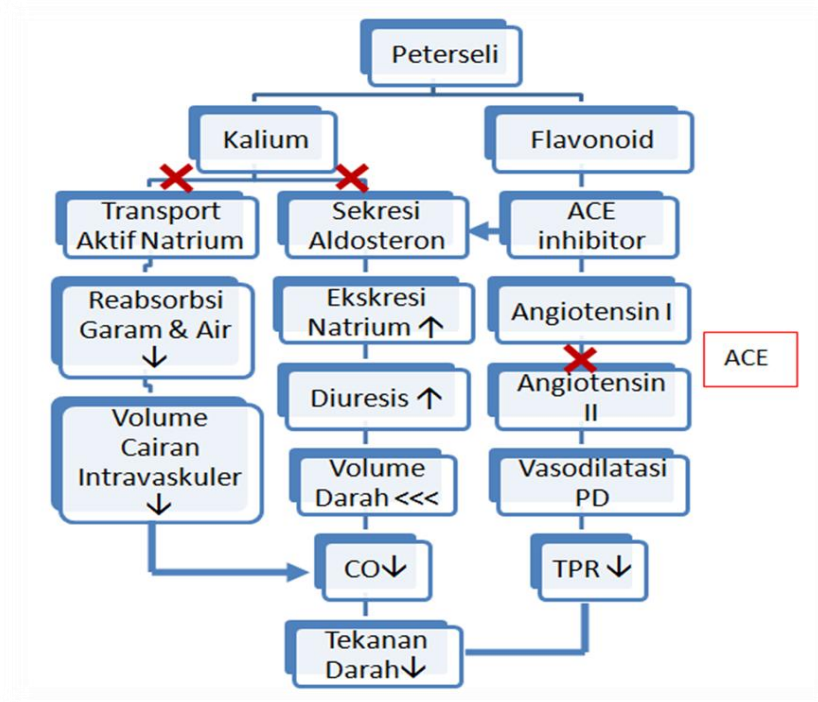 Peterseli
Kalium
Flavonoid
Transport
Aktif Natrium
Sekresi
Aldosteron
ACE
inhibitor
Reabsorbsi
Garam & Air
↓
Ekskresi
Natrium ↑
Angiotensin I
ACE
Diuresis ↑
Angiotensin
II
Volume
Cairan
Intravaskuler
↓
Volume
Darah <<<
Vasodilatasi
PD
CO↓
TPR ↓
Tekanan
Darah↓